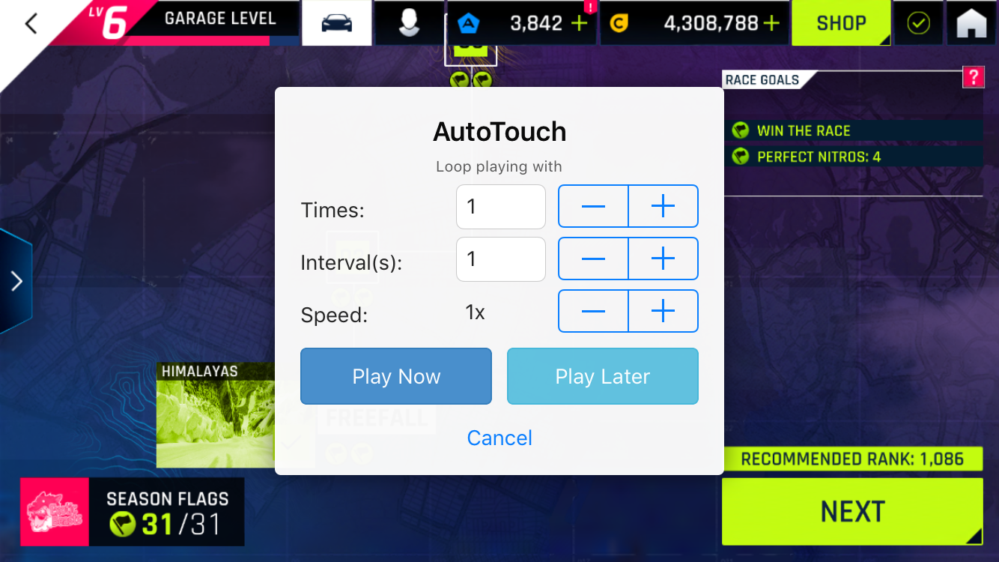 LV 6
GARAGE LEVEL
3,842
4,308,788
SHOP
RACE GOALS
?
WIN THE RACE
PERFECT NITROS: 4
AutoTouch
Loop playing with
Times:
1
Interval(s):
1
Speed:
1x
Play Now
Play Later
Cancel
HIMALAYAS
FREEFALL
RECOMMENDED RANK: 1,086
NEXT
SEASON FLAGS
31/31